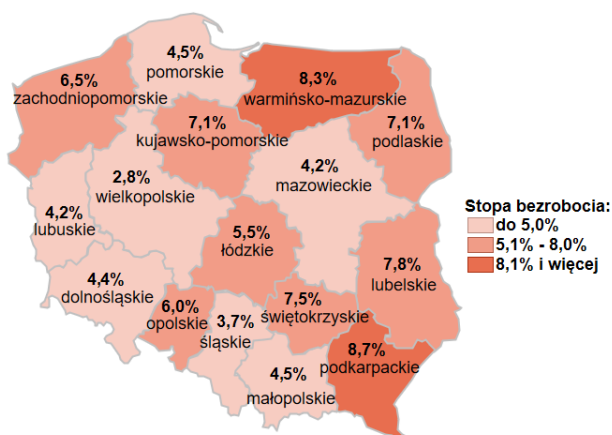 4,5%
pomorskie
6,5%
zachodniopomorskie
8,3%
warmińsko-mazurskie
7,1%
kujawsko-pomorskie
7,1%
podlaskie
2,8%
wielkopolskie
4,2%
mazowieckie
4,2%
lubuskie
5,5%
łódzkie
Stopa bezrobocia:
do 5,0%
5,1% - 8,0%
8,1% i więcej
4,4%
dolnośląskie
7,8%
lubelskie
6,0%
opolskie
3,7%
śląskie
7,5%
świętokrzyskie
8,7%
podkarpackie
4,5%
małopolskie